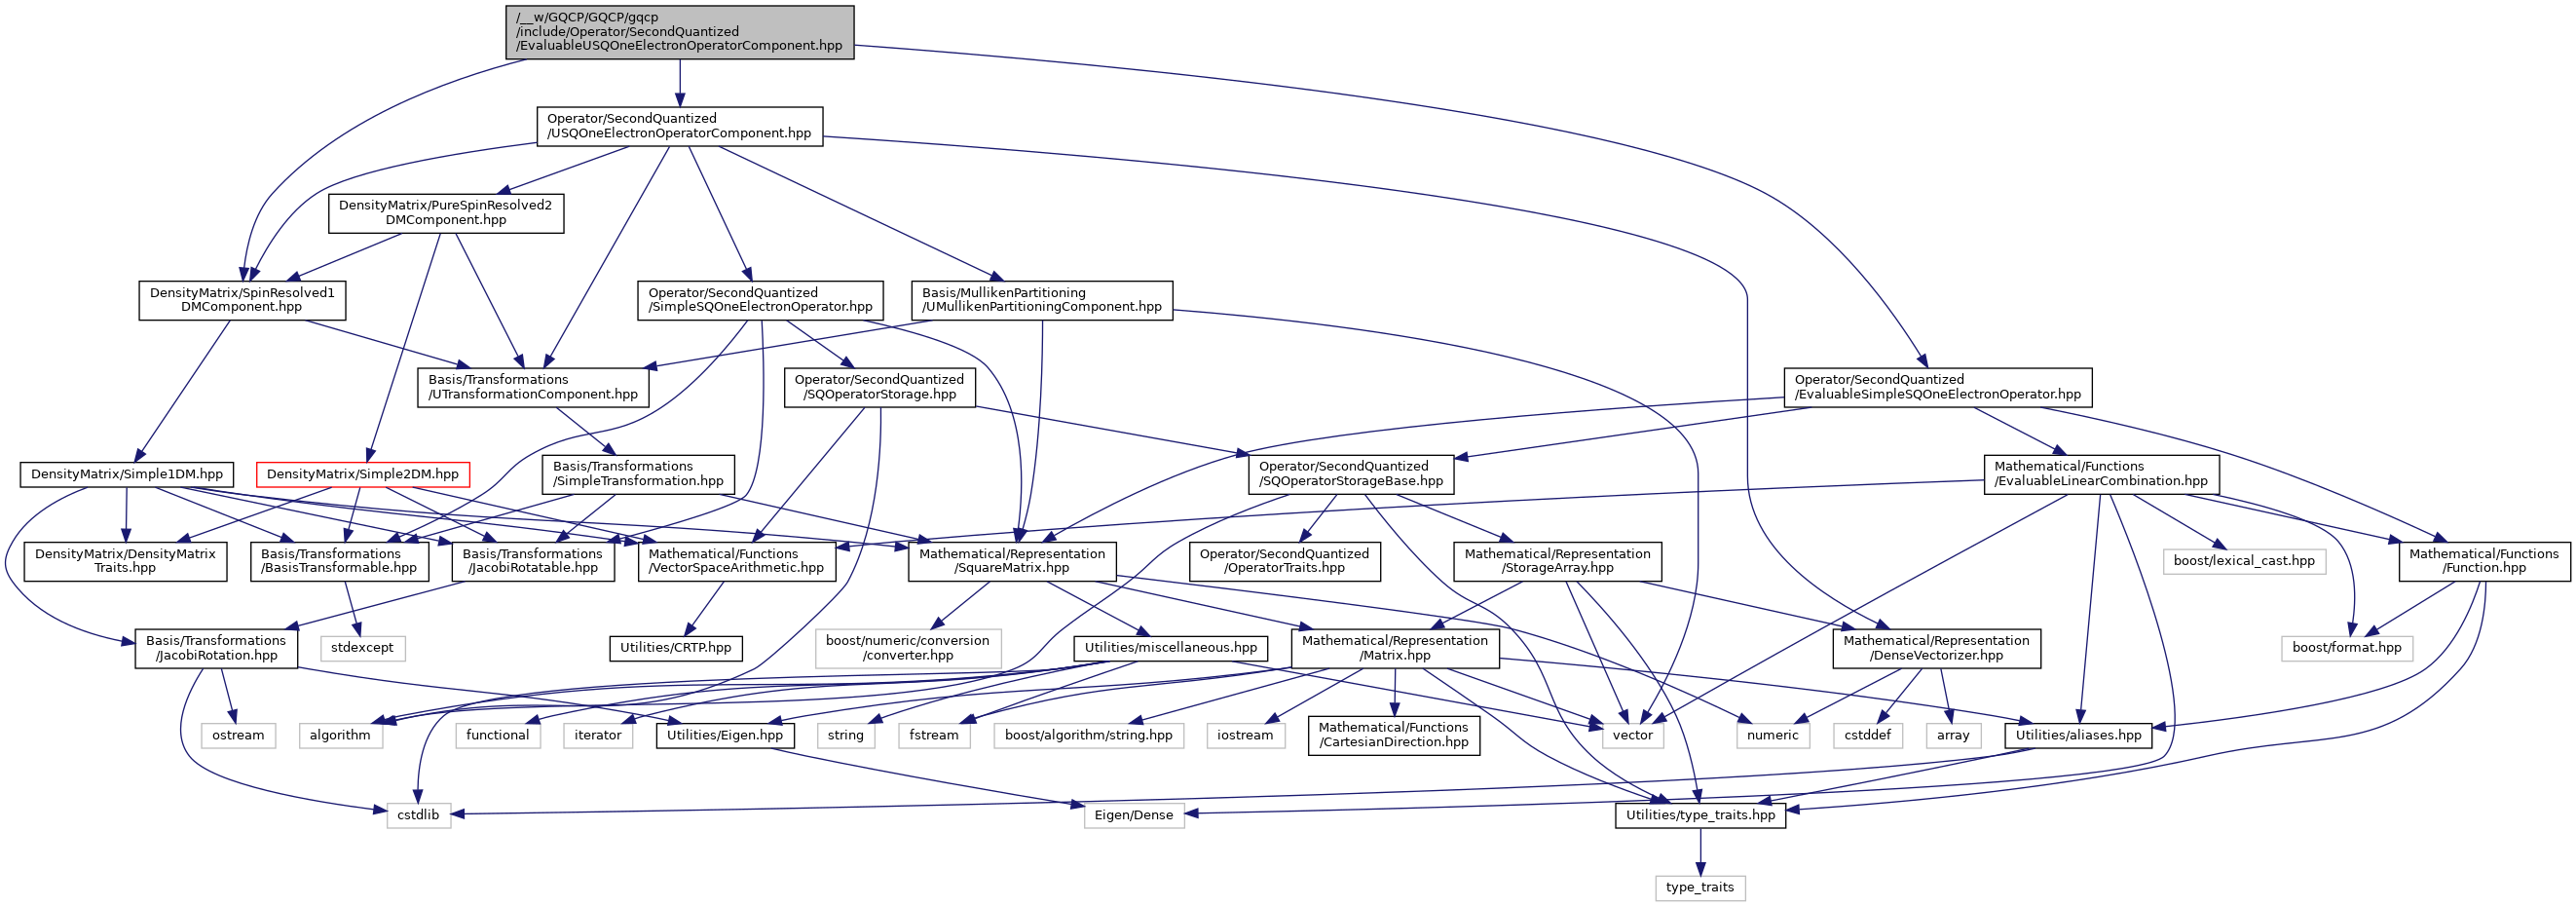 /__w/GQCP/GQCP/gqcp
/include/Operator/SecondQuantized
/EvaluableUSQOneElectronOperatorComponent.hpp
Operator/SecondQuantized
/USQOneElectronOperatorComponent.hpp
DensityMatrix/PureSpinResolved2
DMComponent.hpp
DensityMatrix/SpinResolved1
DMComponent.hpp
Operator/SecondQuantized
/SimpleSQOneElectronOperator.hpp
Basis/MullikenPartitioning
/UMullikenPartitioningComponent.hpp
Basis/Transformations
/UTransformationComponent.hpp
Operator/SecondQuantized
/SQOperatorStorage.hpp
Operator/SecondQuantized
/EvaluableSimpleSQOneElectronOperator.hpp
DensityMatrix/Simple1DM.hpp
DensityMatrix/Simple2DM.hpp
Basis/Transformations
/SimpleTransformation.hpp
Operator/SecondQuantized
/SQOperatorStorageBase.hpp
Mathematical/Functions
/EvaluableLinearCombination.hpp
DensityMatrix/DensityMatrix
Traits.hpp
Basis/Transformations
/BasisTransformable.hpp
Basis/Transformations
/JacobiRotatable.hpp
Mathematical/Functions
/VectorSpaceArithmetic.hpp
Mathematical/Representation
/SquareMatrix.hpp
Operator/SecondQuantized
/OperatorTraits.hpp
Mathematical/Representation
/StorageArray.hpp
boost/lexical_cast.hpp
Mathematical/Functions
/Function.hpp
Basis/Transformations
/JacobiRotation.hpp
stdexcept
Utilities/CRTP.hpp
boost/numeric/conversion
/converter.hpp
Utilities/miscellaneous.hpp
Mathematical/Representation
/Matrix.hpp
Mathematical/Representation
/DenseVectorizer.hpp
boost/format.hpp
ostream
algorithm
functional
iterator
Utilities/Eigen.hpp
string
fstream
boost/algorithm/string.hpp
iostream
Mathematical/Functions
/CartesianDirection.hpp
vector
numeric
cstddef
array
Utilities/aliases.hpp
cstdlib
Eigen/Dense
Utilities/type_traits.hpp
type_traits